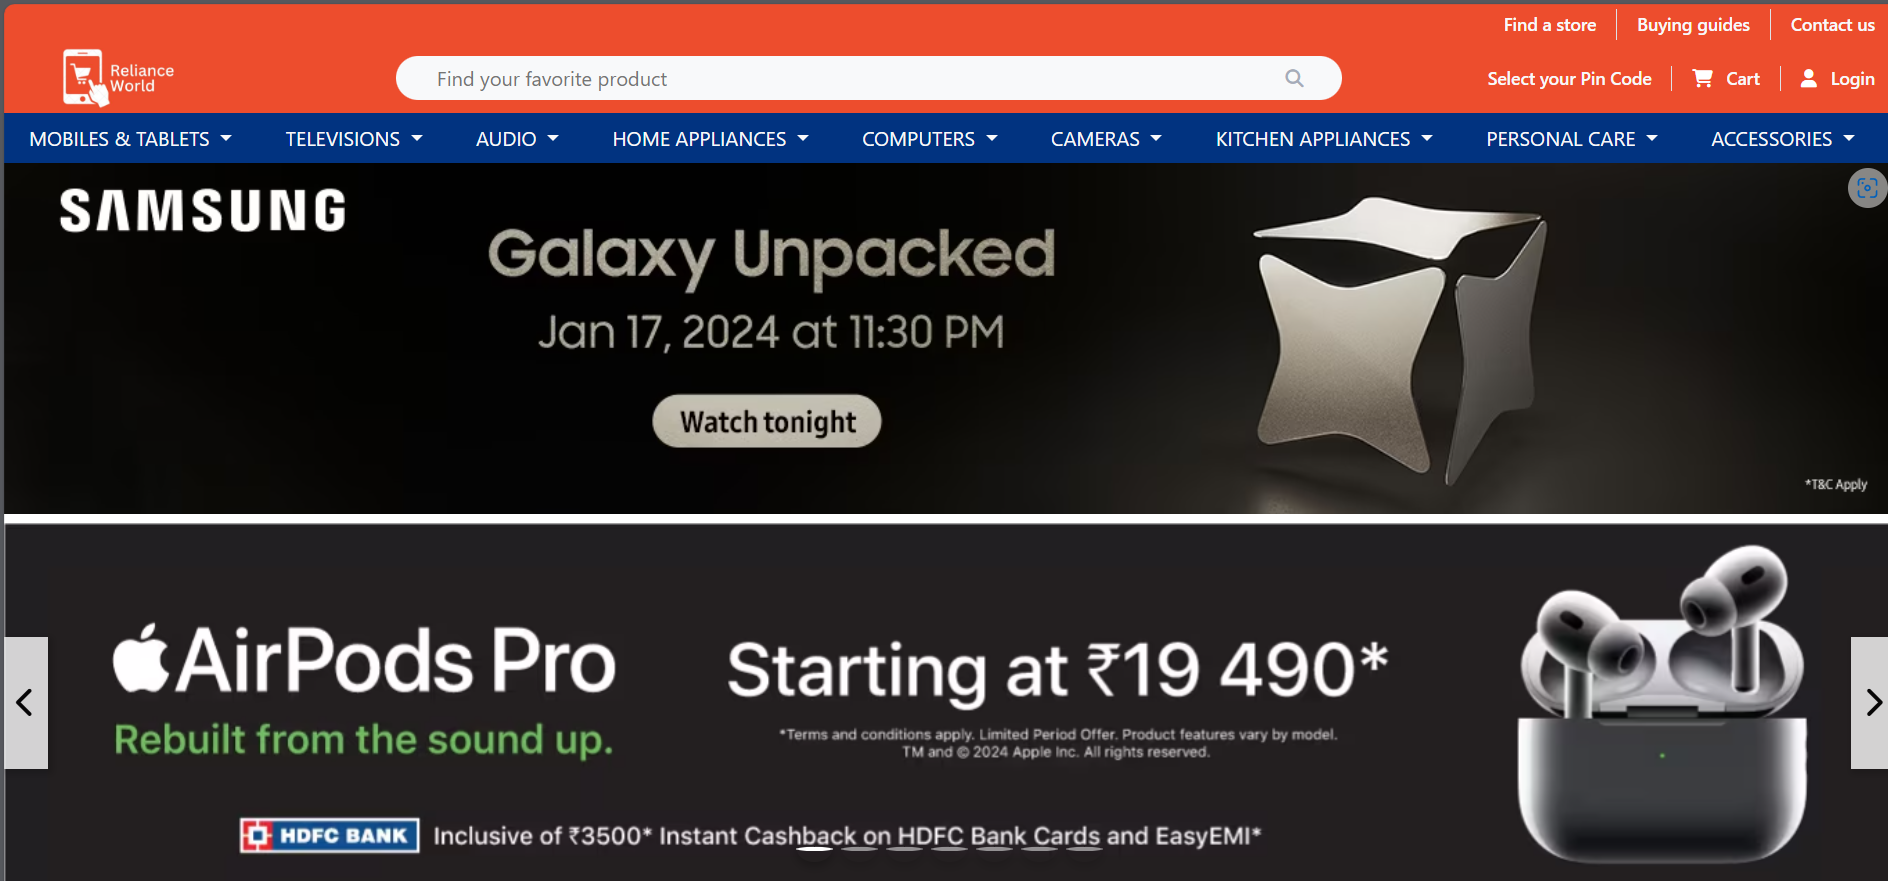 Find a store
Buying guides
Contact us
Reliance
World
Find your favorite product
Select your Pin Code
Cart
Login
MOBILES & TABLETS
TELEVISIONS
AUDIO
HOME APPLIANCES
COMPUTERS
CAMERAS
KITCHEN APPLIANCES
PERSONAL CARE
ACCESSORIES
SAMSUNG
Galaxy Unpacked
Jan 17, 2024 at 11:30 PM
Watch tonight
*T&C Apply
AirPods Pro
Rebuilt from the sound up.
Starting at ₹19 490*
*Terms and conditions apply. Limited Period Offer. Product features vary by model.
TM and © 2024 Apple Inc. All rights reserved.
HDFC BANK
Inclusive of ₹3500* Instant Cashback on HDFC Bank Cards and EasyEMI*